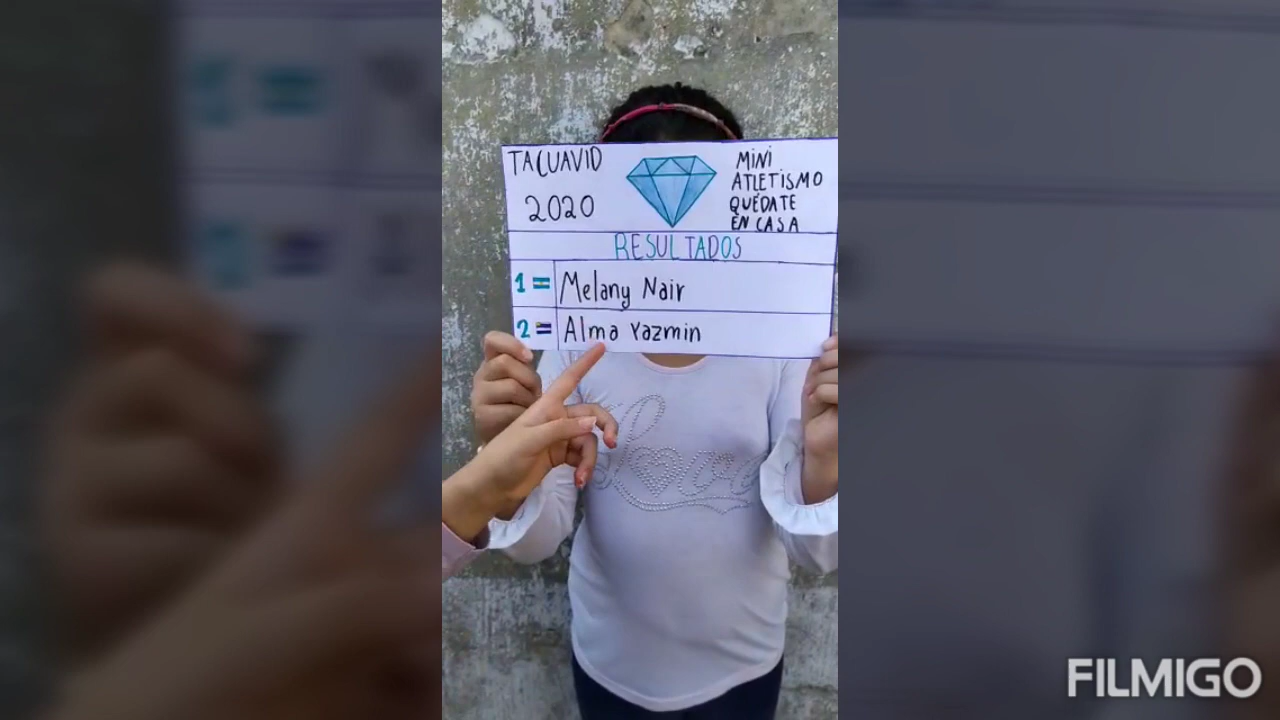 TACUAVID
2020
MINI
ATLETISMO
QUÉDATE
EN CASA
RESULTADOS
1 Melany Nair
2 Alma Yazmin
Love
FILMIGO